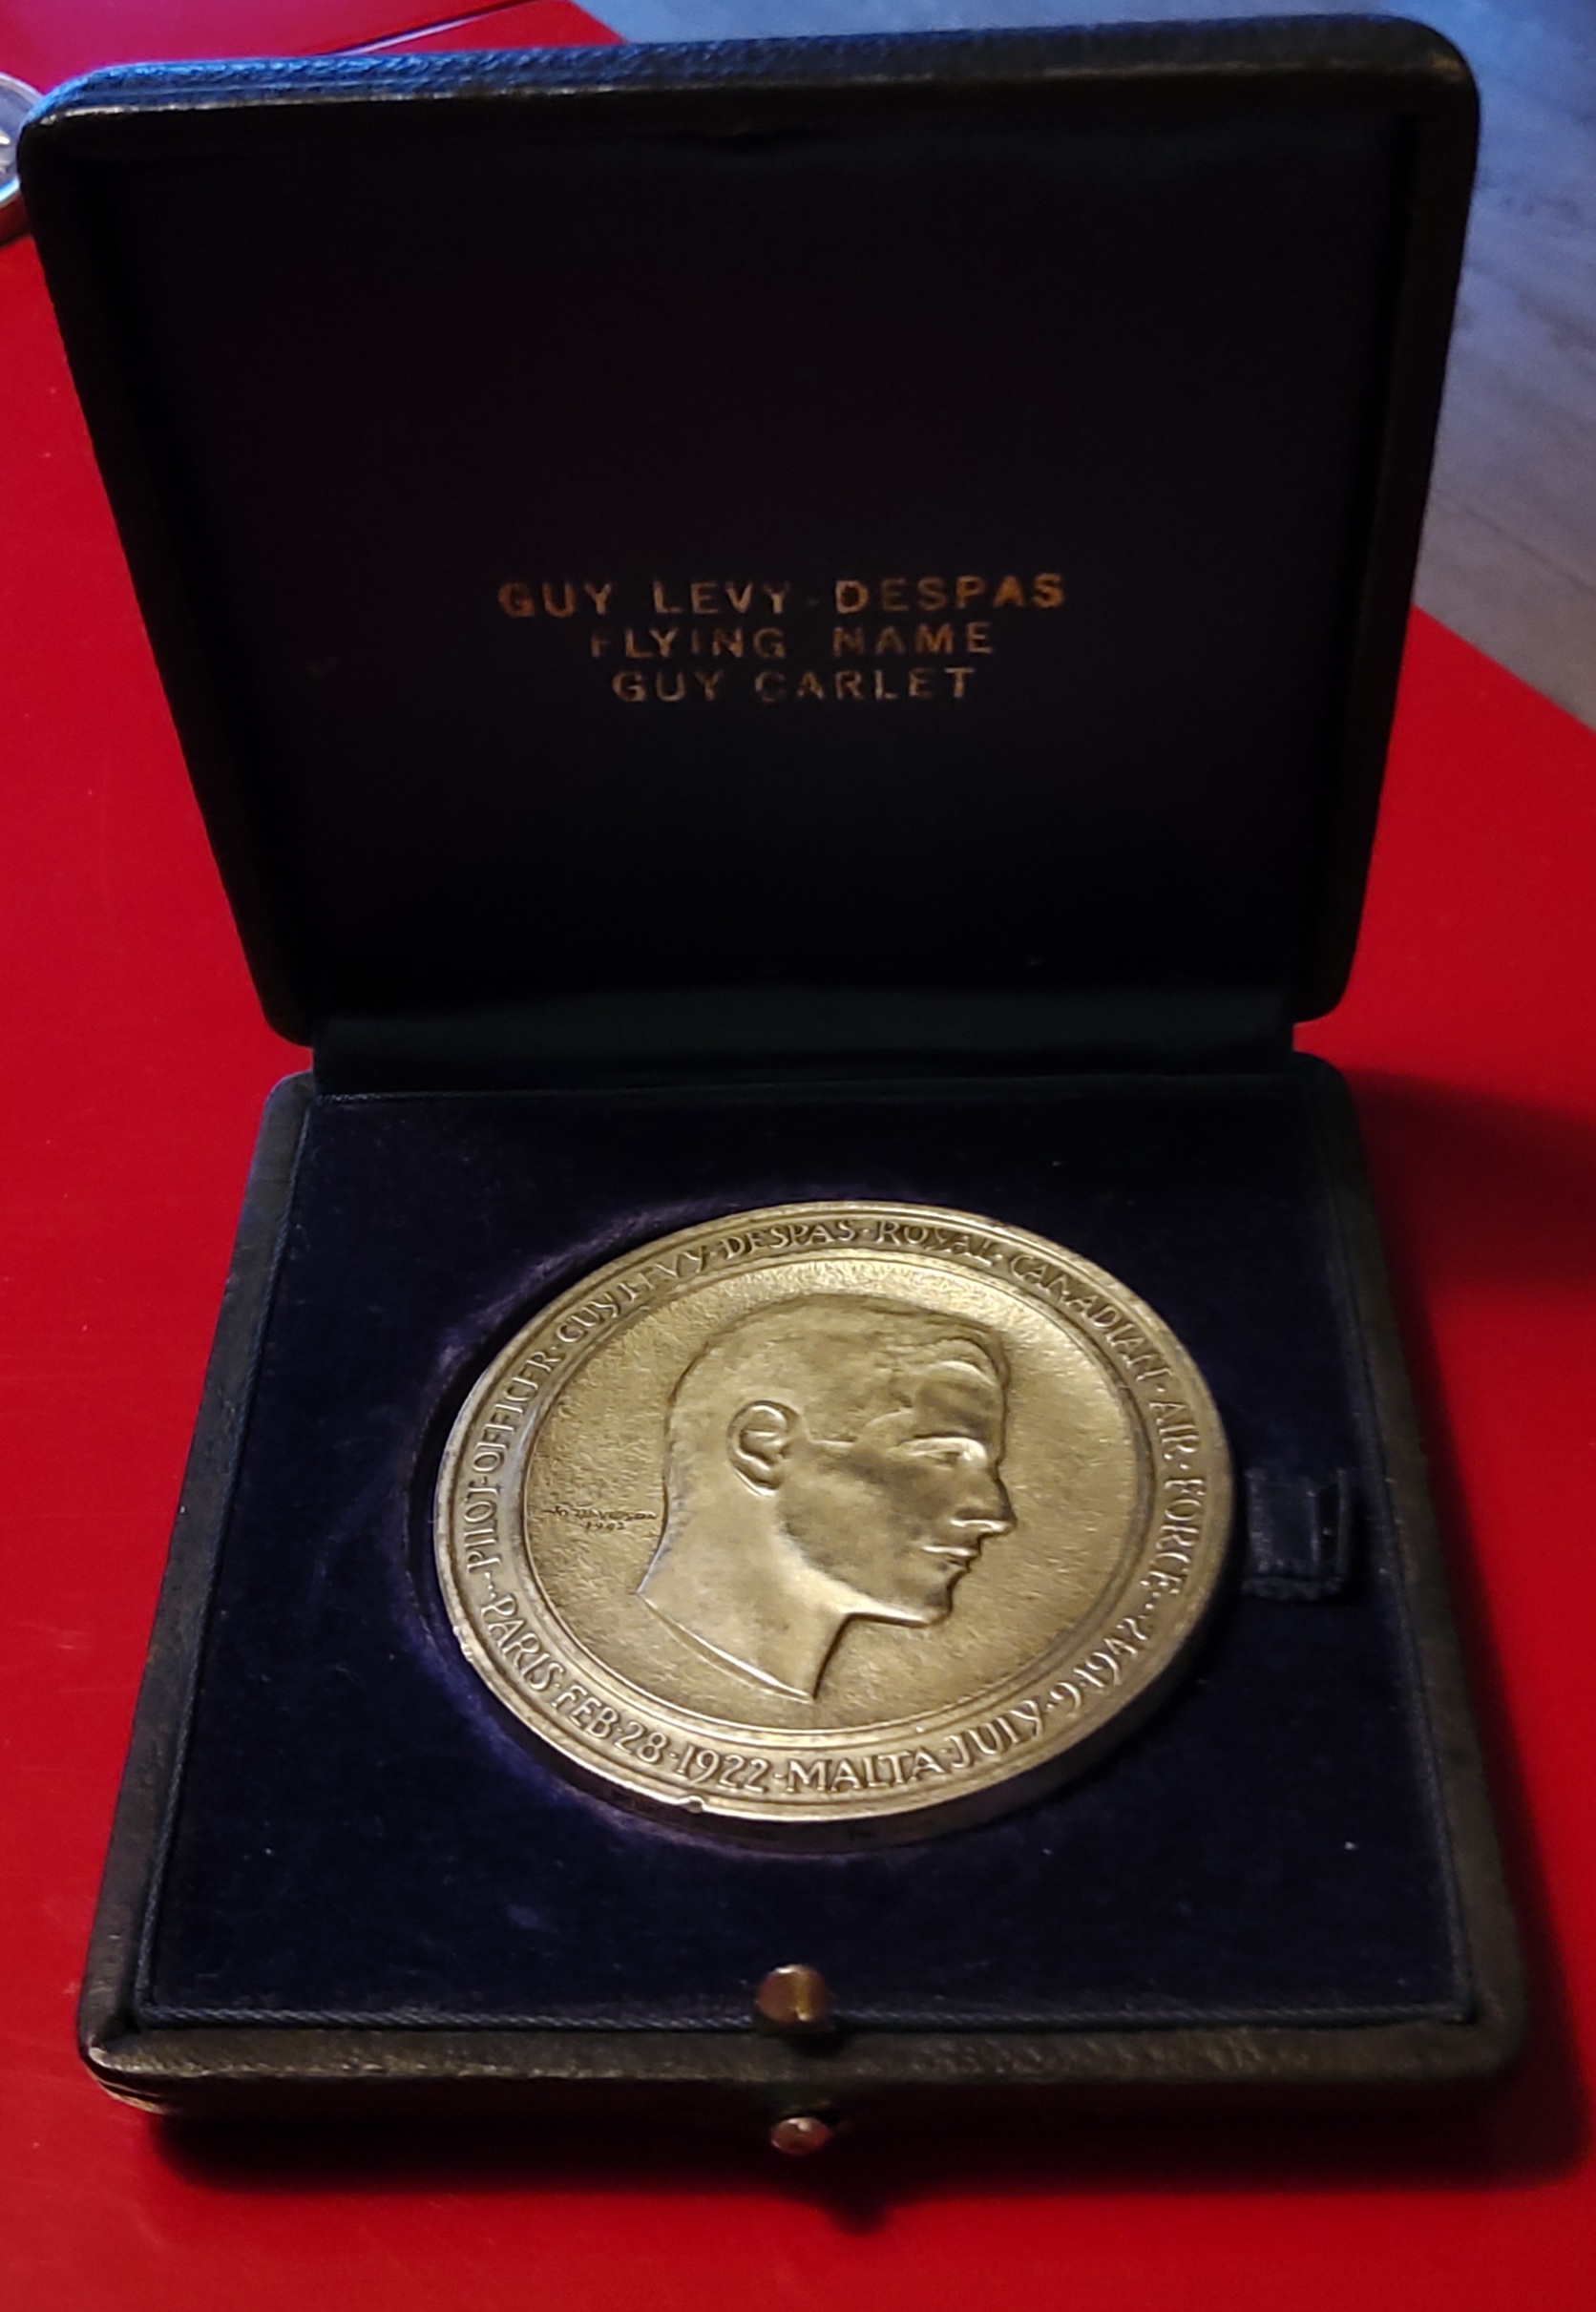 GUY LEVY-DESPAS
FLYING NAME
GUY CARLET
PILOT·OFFICER·GUY·LEVY·DESPAS·ROYAL·CANADIAN·AIR·FORCE
PARIS·FEB·28·1922·MALTA·JULY·9·1942
1942